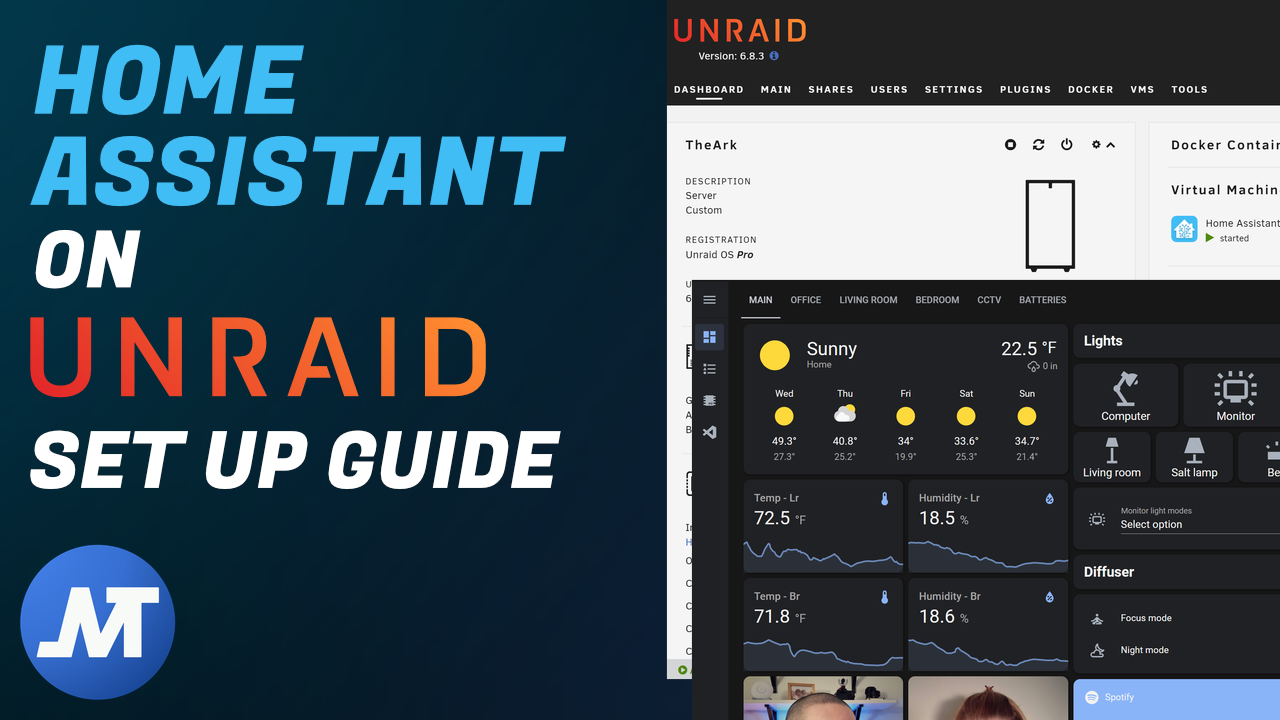 HOME
ASSISTANT
ON
UNRAID
SET UP GUIDE
MT
UNRAID
Version: 6.8.3
DASHBOARD MAIN SHARES USERS SETTINGS PLUGINS DOCKER VMS TOOLS
TheArk
DESCRIPTION
Server
Custom
REGISTRATION
Unraid OS Pro
Docker Contain
Virtual Machin
Home Assistant
started
MAIN OFFICE LIVING ROOM BEDROOM CCTV BATTERIES
Sunny
Home
22.5 °F
0 in
Wed Thu Fri Sat Sun
49.3° 40.8° 34° 33.6° 34.7°
27.3° 25.2° 19.9° 25.3° 21.4°
Temp - Lr
72.5 °F
Humidity - Lr
18.5 %
Temp - Br
71.8 °F
Humidity - Br
18.6 %
Lights
Computer
Monitor
Living room
Salt lamp
Be
Monitor light modes
Select option
Diffuser
Focus mode
Night mode
Spotify